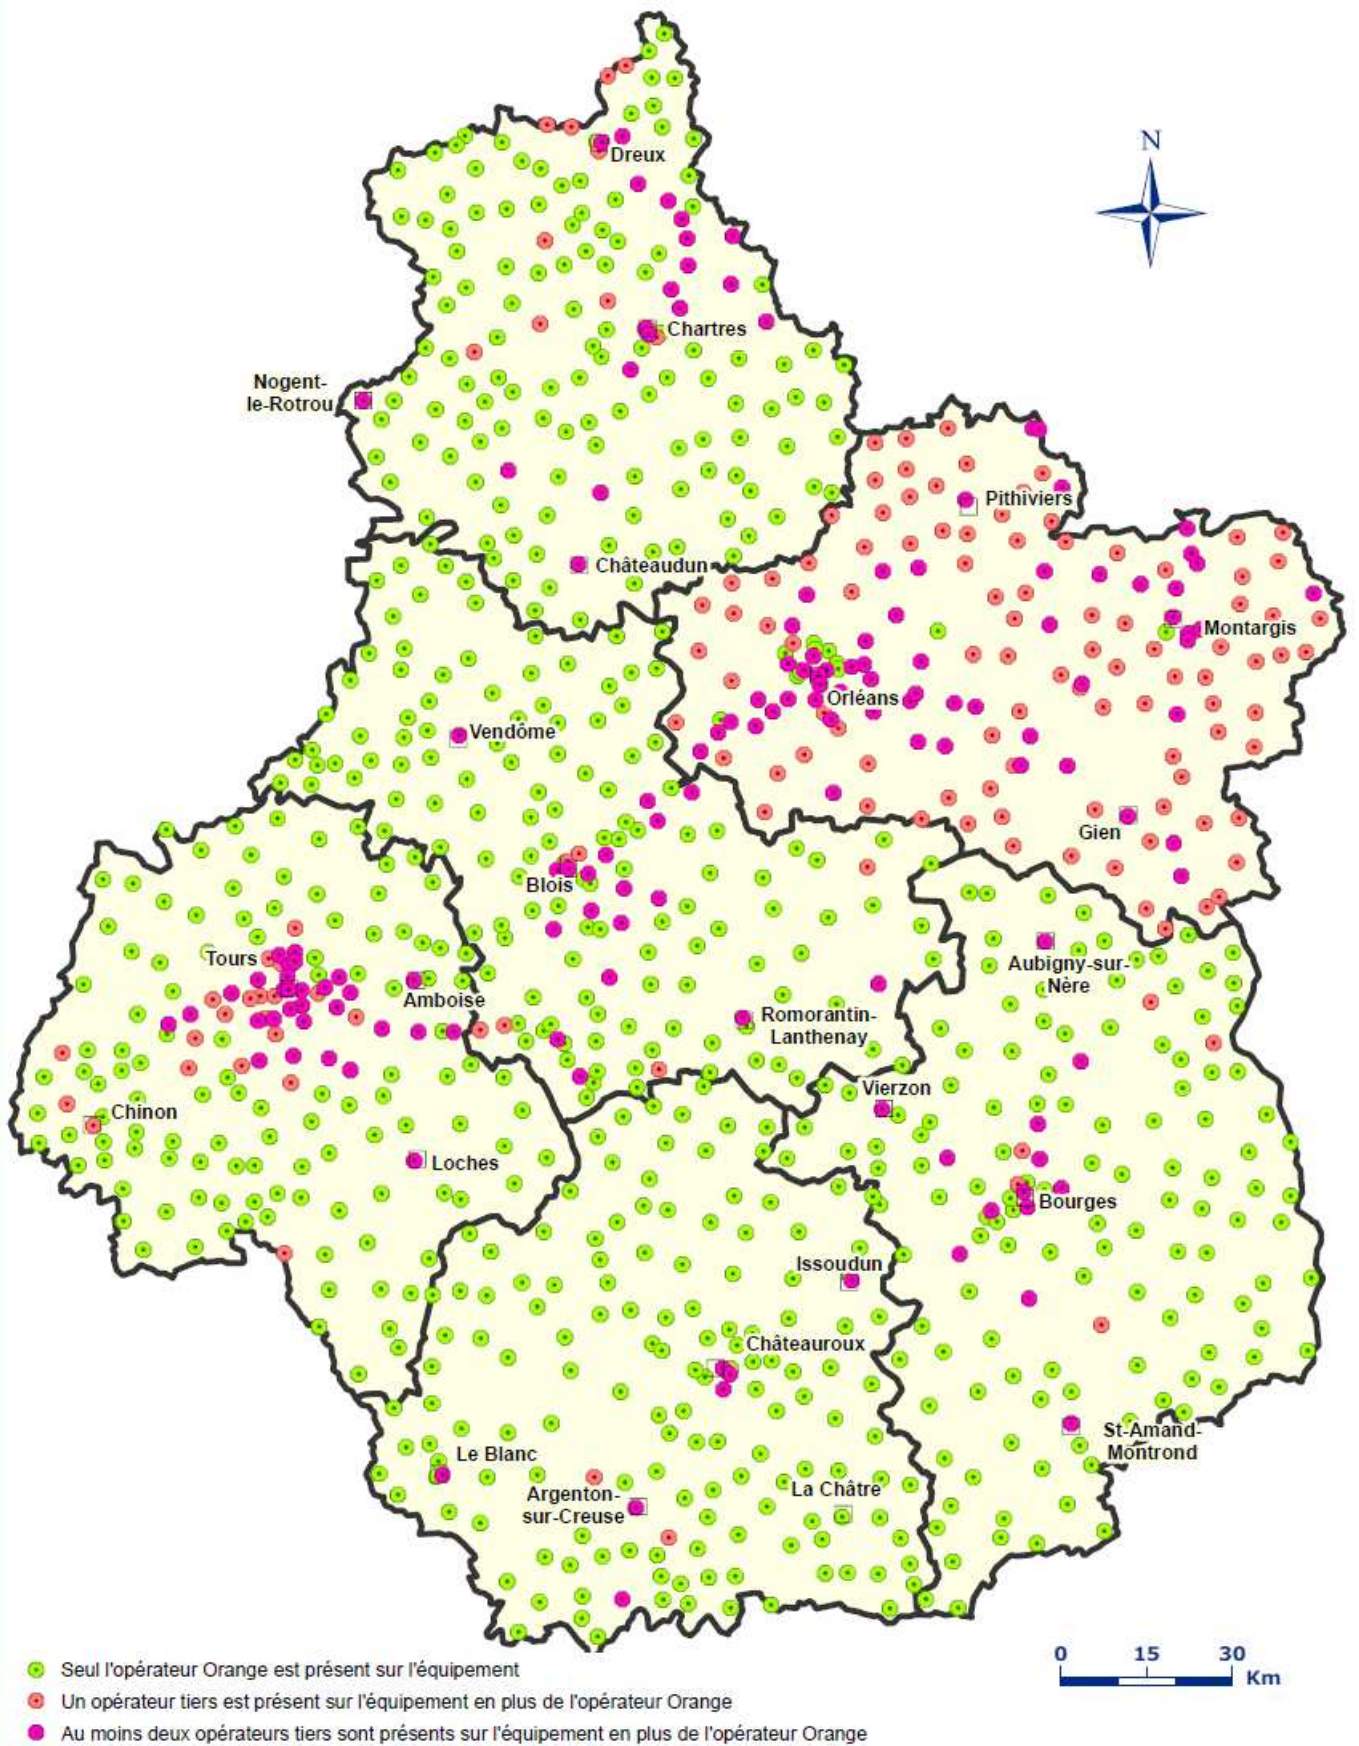 N
Dreux
Chartres
Nogent-
le-Rotrou
Pithiviers
Châteaudun
Montargis
Orléans
Vendôme
Gien
Blois
Tours
Aubigny-sur-
Nère
Amboise
Romorantin-
Lanthenay
Vierzon
Chinon
Loches
Bourges
Issoudun
Châteauroux
St-Amand-
Montrond
Le Blanc
La Châtre
Argenton-
sur-Creuse
0 15 30
Km
Seul l'opérateur Orange est présent sur l'équipement
Un opérateur tiers est présent sur l'équipement en plus de l'opérateur Orange
Au moins deux opérateurs tiers sont présents sur l'équipement en plus de l'opérateur Orange